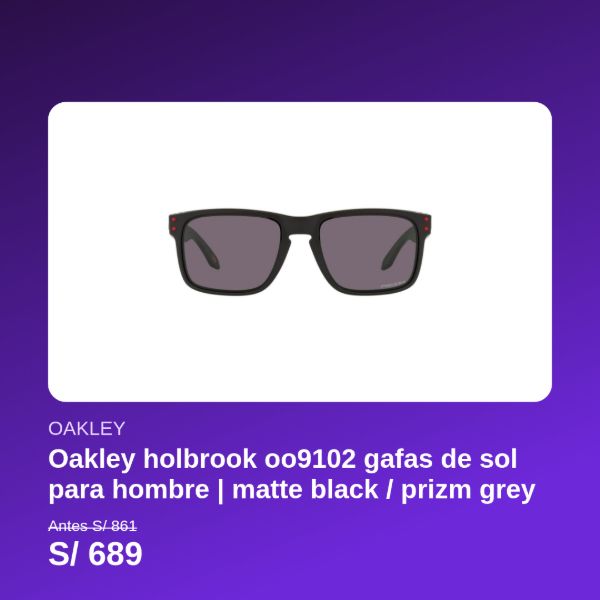 OAKLEY
Oakley holbrook oo9102 gafas de sol
para hombre | matte black / prizm grey
Antes S/ 861
S/ 689